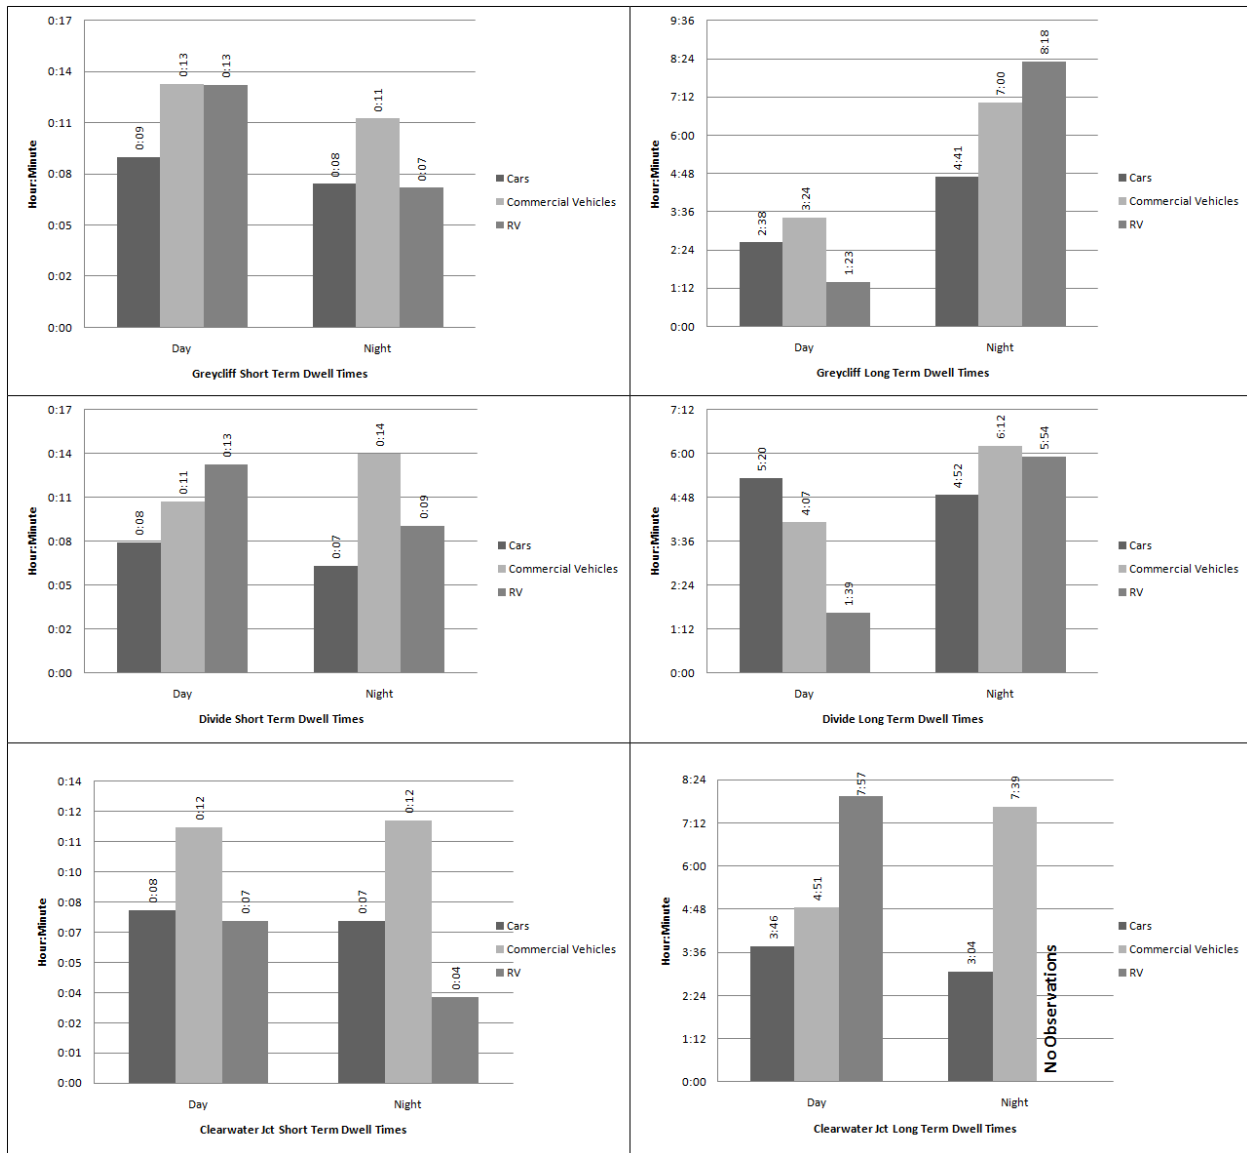 0:17
0:14
0:11
0:08
0:05
0:02
0:00
Hour:Minute
0:09
0:13
0:13
0:08
0:11
0:07
Day
Night
Cars
Commercial Vehicles
RV
Greycliff Short Term Dwell Times
9:36
8:24
7:12
6:00
4:48
3:36
2:24
1:12
0:00
Hour:Minute
2:38
3:24
1:23
4:41
7:00
8:18
Day
Night
Cars
Commercial Vehicles
RV
Greycliff Long Term Dwell Times
0:17
0:14
0:11
0:08
0:05
0:02
0:00
Hour:Minute
0:08
0:11
0:13
0:07
0:14
0:09
Day
Night
Cars
Commercial Vehicles
RV
Divide Short Term Dwell Times
7:12
6:00
4:48
3:36
2:24
1:12
0:00
Hour:Minute
5:20
4:07
1:39
4:52
6:12
5:54
Day
Night
Cars
Commercial Vehicles
RV
Divide Long Term Dwell Times
0:14
0:12
0:11
0:10
0:08
0:07
0:05
0:04
0:02
0:01
0:00
Hour:Minute
0:08
0:12
0:07
0:07
0:12
0:04
Day
Night
Cars
Commercial Vehicles
RV
Clearwater Jct Short Term Dwell Times
8:24
7:12
6:00
4:48
3:36
2:24
1:12
0:00
Hour:Minute
3:46
4:51
7:57
3:04
7:39
No Observations
Day
Night
Cars
Commercial Vehicles
RV
Clearwater Jct Long Term Dwell Times